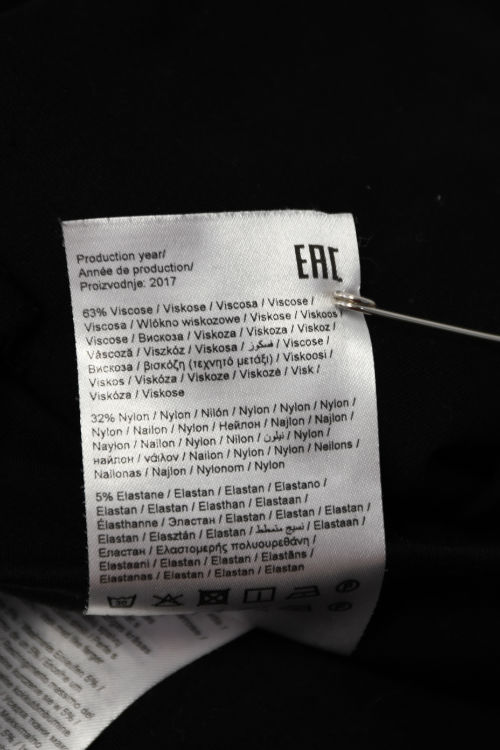 Production year/
Année de production/
Proizvodnje: 2017
EAC
63% Viscose / Viskose / Viscosa / Viscose /
Viscosa / Włókno wiskozowe / Viskose / Viskoos /
Viscose / Вискоза / Viskoza / Viskoza / Viskoz /
Vâscoză / Viszkóz / Viskosa / فسكوز / Viscose /
Вискоза / βισκόζη (τεχνητό μετάξι) / Viskoosi /
Viskos / Viskóza / Viskoze / Viskozė / Visk /
Viskóza / Viskose
32% Nylon / Nylon / Nilón / Nylon / Nylon / Nylon /
Nylon / Nailon / Nylon / Нейлон / Najlon / Najlon /
Naylon / Nailon / Nylon / Nilon / نيلون / Nylon /
найлон / νάιλον / Nailon / Nylon / Nylon / Neilons /
Nailonas / Najlon / Nylonom / Nylon
5% Elastane / Elastan / Elastan / Elastano /
Elastan / Elastan / Elasthan / Elastaan /
Élasthanne / Эластан / Elastan / Elastan / Elastan /
Elastan / Elasztán / Elastan / نسيج متمطط / Elastaan /
Еластан / Ελαστομερής πολυουρεθάνη /
Elastaani / Elastan / Elastan / Elastāns /
Elastanas / Elastan / Elastan / Elastan
30